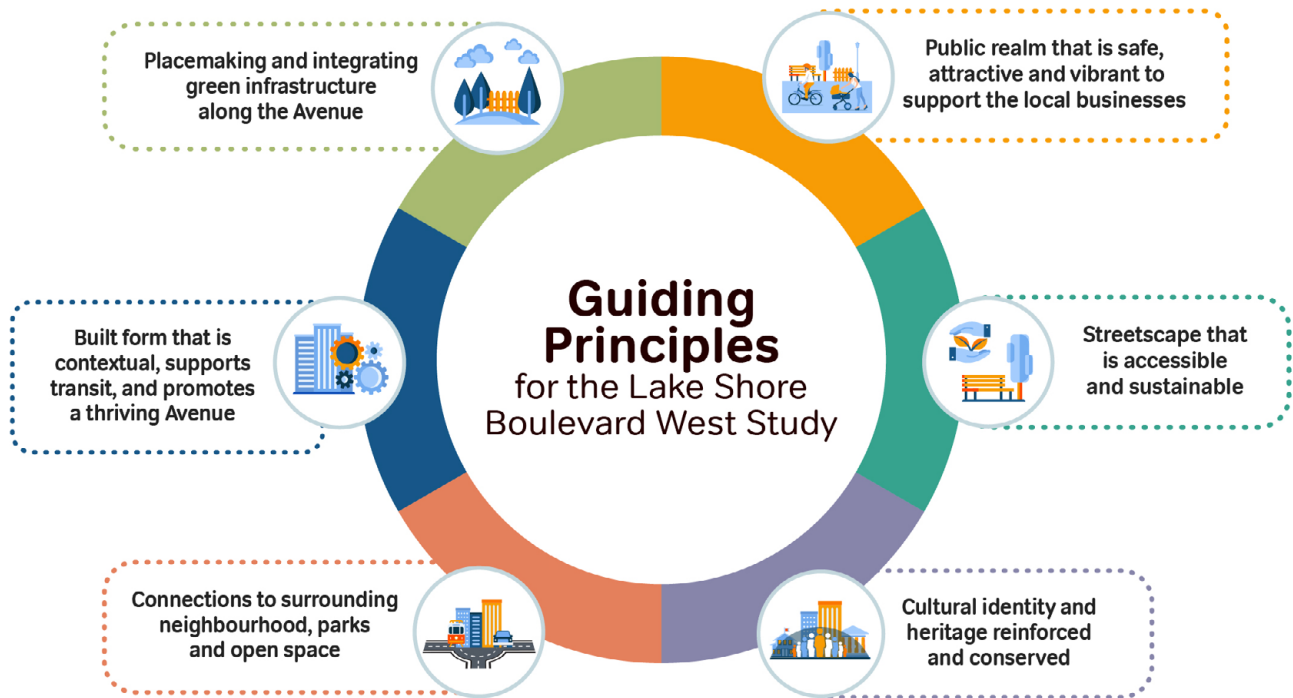 Guiding
Principles
for the Lake Shore
Boulevard West Study
Placemaking and integrating
green infrastructure
along the Avenue
Public realm that is safe,
attractive and vibrant to
support the local businesses
Built form that is
contextual, supports
transit, and promotes
a thriving Avenue
Streetscape that
is accessible
and sustainable
Connections to surrounding
neighbourhood, parks
and open space
Cultural identity and
heritage reinforced
and conserved